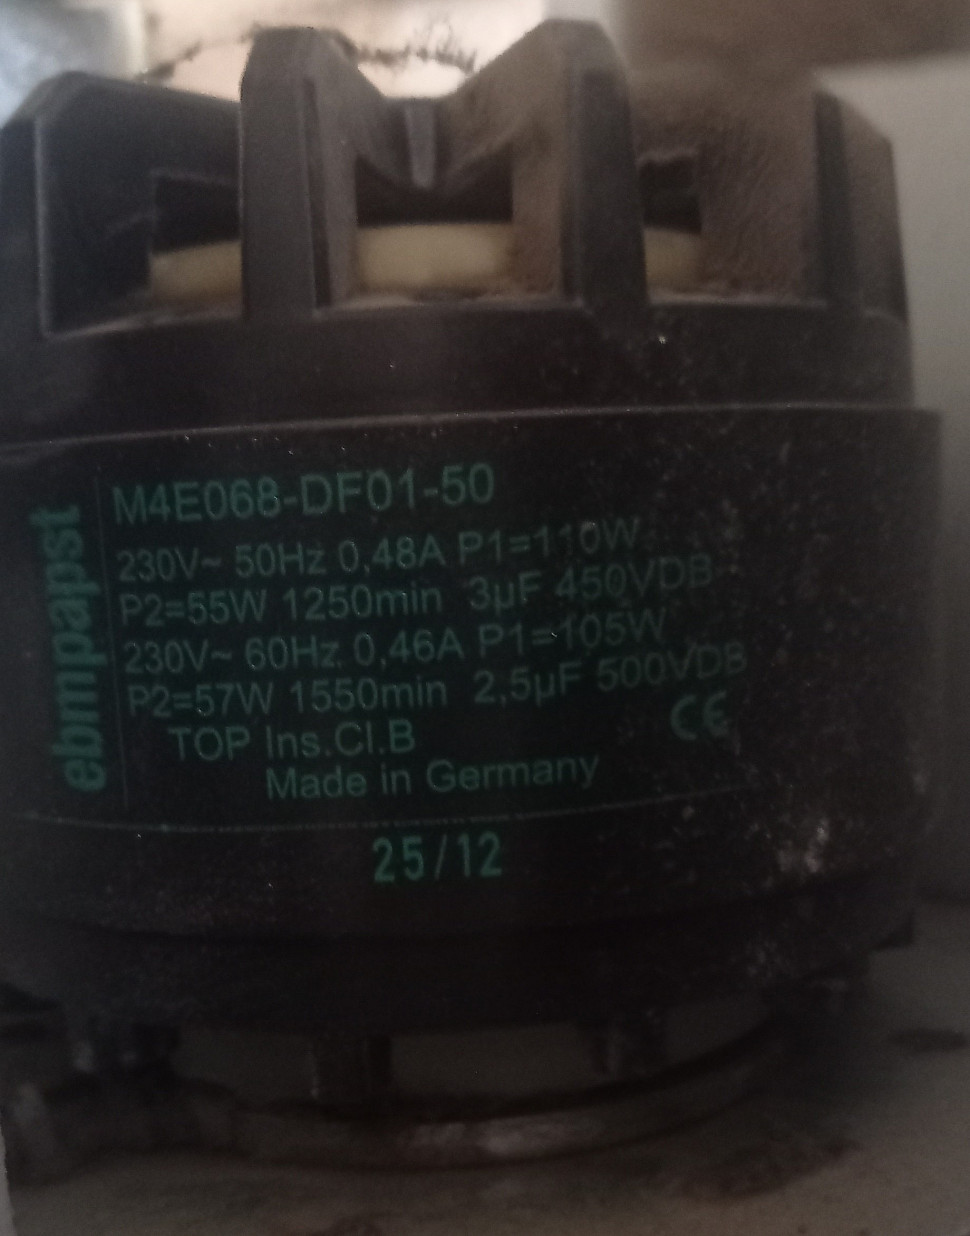 ebmpapst
M4E068-DF01-50
230V~ 50Hz 0,48A P1=110W
P2=55W 1250min 3µF 450VDB
230V~ 60Hz 0,46A P1=105W
P2=57W 1550min 2,5µF 500VDB
TOP Ins.Cl.B CE
Made in Germany
25/12